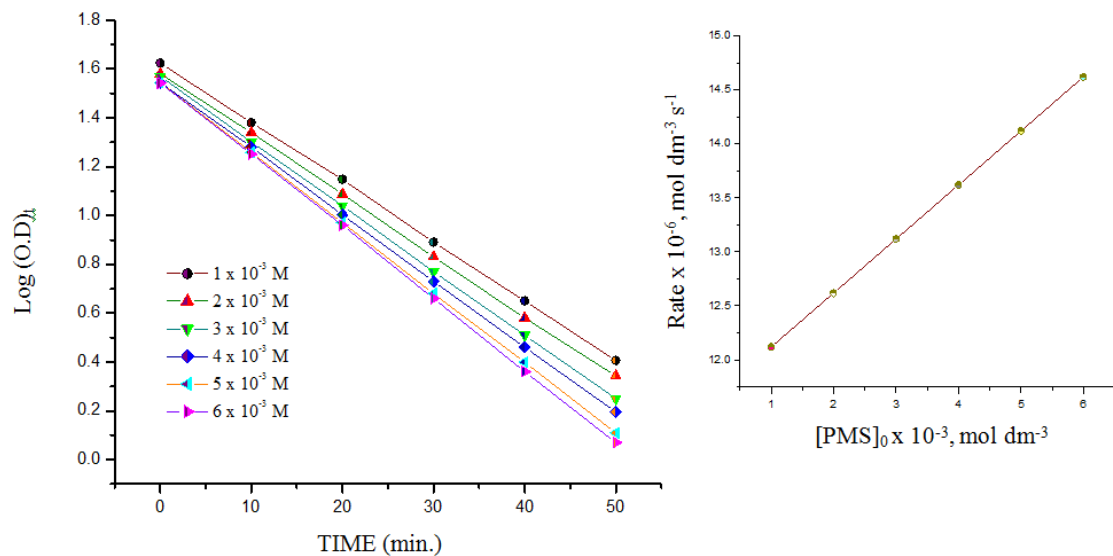 1.8
1.6
1.4
1.2
1.0
0.8
0.6
0.4
0.2
0.0
Log (O.D)t
1 x 10⁻³ M
2 x 10⁻³ M
3 x 10⁻³ M
4 x 10⁻³ M
5 x 10⁻³ M
6 x 10⁻³ M
0 10 20 30 40 50
TIME (min.)
15.0
14.5
14.0
13.5
13.0
12.5
12.0
Rate x 10⁻⁶, mol dm⁻³ s⁻¹
1 2 3 4 5 6
[PMS]₀ x 10⁻³, mol dm⁻³